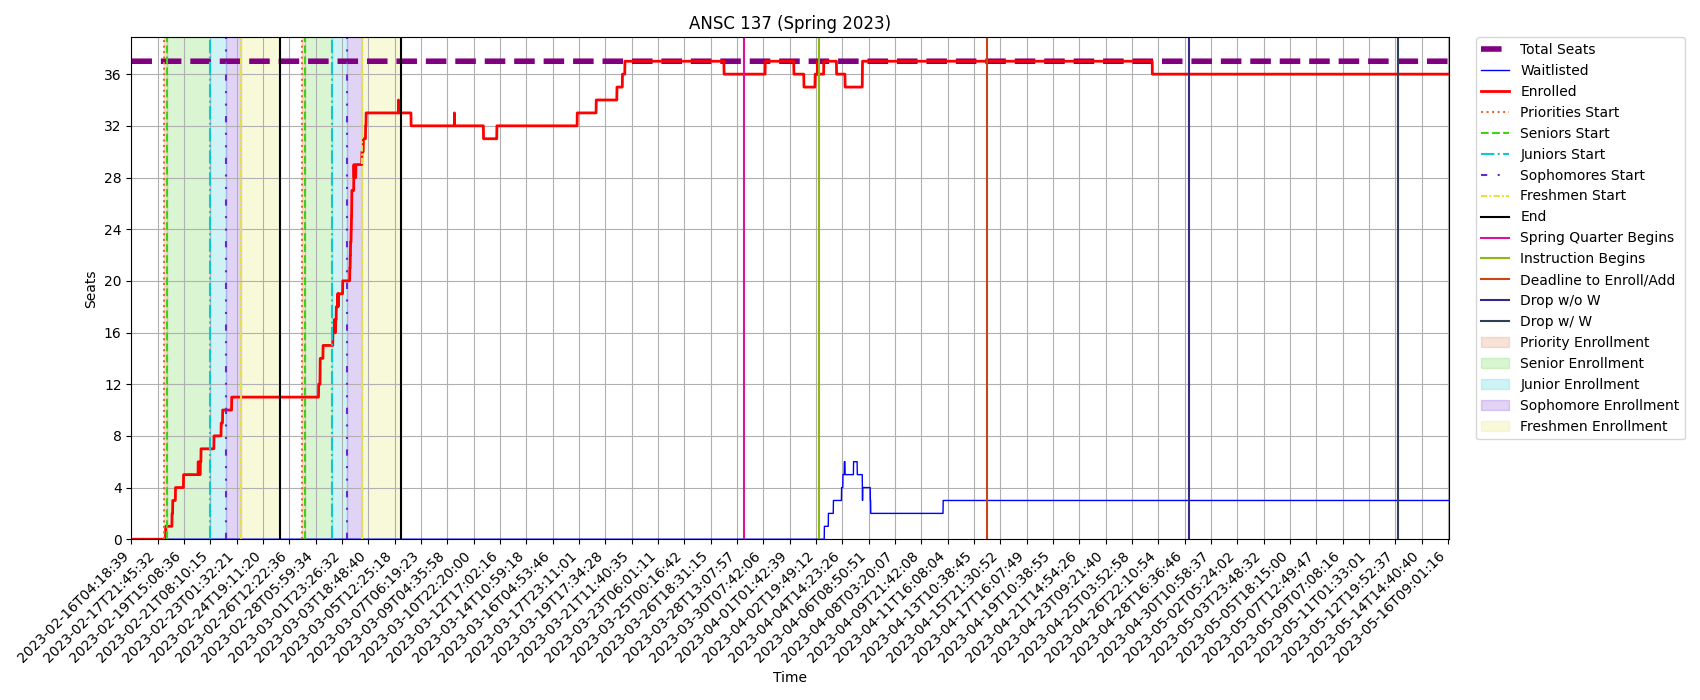 ANSC 137 (Spring 2023)
Seats
36
32
28
24
20
16
12
8
4
0
2023-02-16T04:18:39
2023-02-17T21:45:32
2023-02-19T15:08:36
2023-02-21T08:10:15
2023-02-23T01:32:21
2023-02-24T19:11:20
2023-02-26T12:22:36
2023-02-28T05:59:34
2023-03-01T23:26:32
2023-03-03T18:48:40
2023-03-05T12:25:18
2023-03-07T06:19:23
2023-03-09T04:35:58
2023-03-10T22:20:00
2023-03-12T17:02:16
2023-03-14T10:59:18
2023-03-16T04:53:46
2023-03-17T23:11:01
2023-03-19T17:34:28
2023-03-21T11:40:35
2023-03-23T06:01:11
2023-03-25T00:16:42
2023-03-26T18:31:15
2023-03-28T13:07:57
2023-03-30T07:42:06
2023-04-01T01:42:39
2023-04-02T19:49:12
2023-04-04T14:23:26
2023-04-06T08:50:51
2023-04-08T03:20:07
2023-04-09T21:42:08
2023-04-11T16:08:04
2023-04-13T10:38:45
2023-04-15T21:30:52
2023-04-17T16:07:49
2023-04-19T10:38:55
2023-04-21T14:54:26
2023-04-23T09:21:40
2023-04-25T03:52:58
2023-04-26T22:10:54
2023-04-28T16:36:46
2023-04-30T10:58:37
2023-05-02T05:24:02
2023-05-03T23:48:32
2023-05-05T18:15:00
2023-05-07T12:49:47
2023-05-09T07:08:16
2023-05-11T01:33:01
2023-05-12T19:52:37
2023-05-14T14:40:40
2023-05-16T09:01:16
Time
Total Seats
Waitlisted
Enrolled
Priorities Start
Seniors Start
Juniors Start
Sophomores Start
Freshmen Start
End
Spring Quarter Begins
Instruction Begins
Deadline to Enroll/Add
Drop w/o W
Drop w/ W
Priority Enrollment
Senior Enrollment
Junior Enrollment
Sophomore Enrollment
Freshmen Enrollment